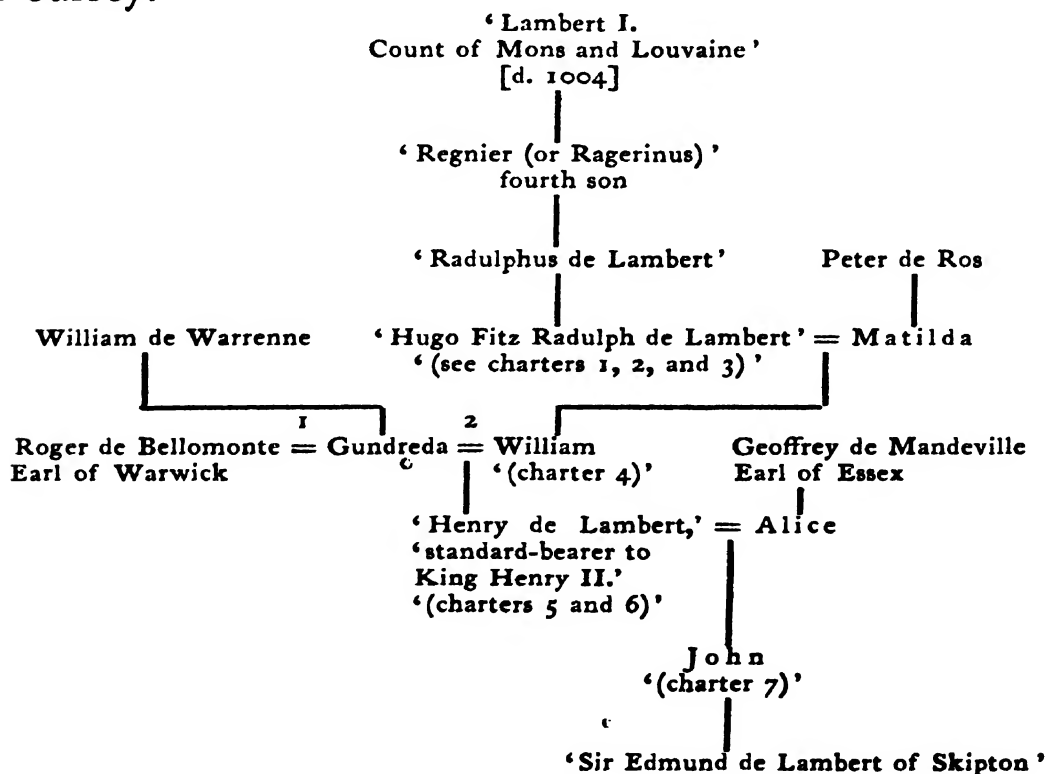 ‘ Lambert I.
Count of Mons and Louvaine ’
[d. 1004]
‘ Regnier (or Ragerinus) ’
fourth son
‘ Radulphus de Lambert ’ Peter de Ros
William de Warrenne ‘ Hugo Fitz Radulph de Lambert ’ = Matilda
‘ (see charters 1, 2, and 3) ’
1 2
Roger de Bellomonte = Gundreda = William Geoffrey de Mandeville
Earl of Warwick ‘ (charter 4) ’ Earl of Essex
‘ Henry de Lambert, ’ = Alice
‘ standard-bearer to
King Henry II. ’
‘ (charters 5 and 6) ’
John
‘ (charter 7) ’
‘ Sir Edmund de Lambert of Skipton ’